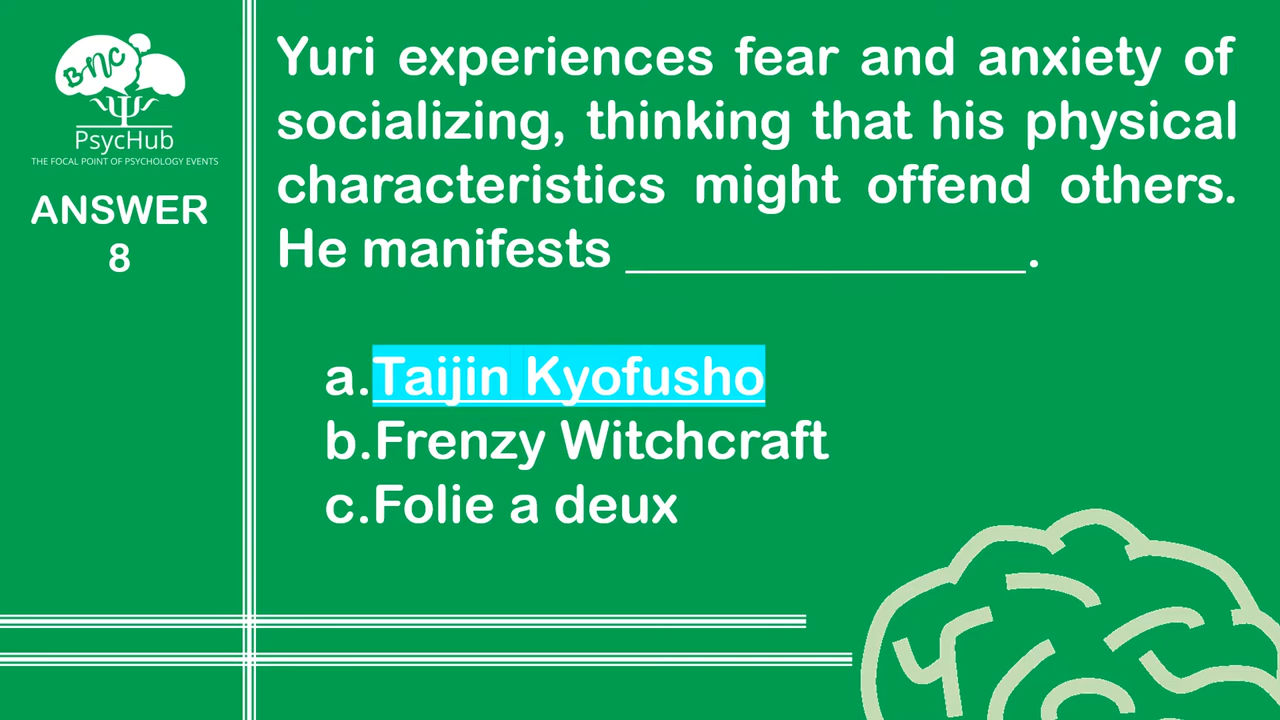 BNC
PsycHub
THE FOCAL POINT OF PSYCHOLOGY EVENTS
ANSWER
8
Yuri experiences fear and anxiety of
socializing, thinking that his physical
characteristics might offend others.
He manifests _______________.
a.Taijin Kyofusho
b.Frenzy Witchcraft
c.Folie a deux